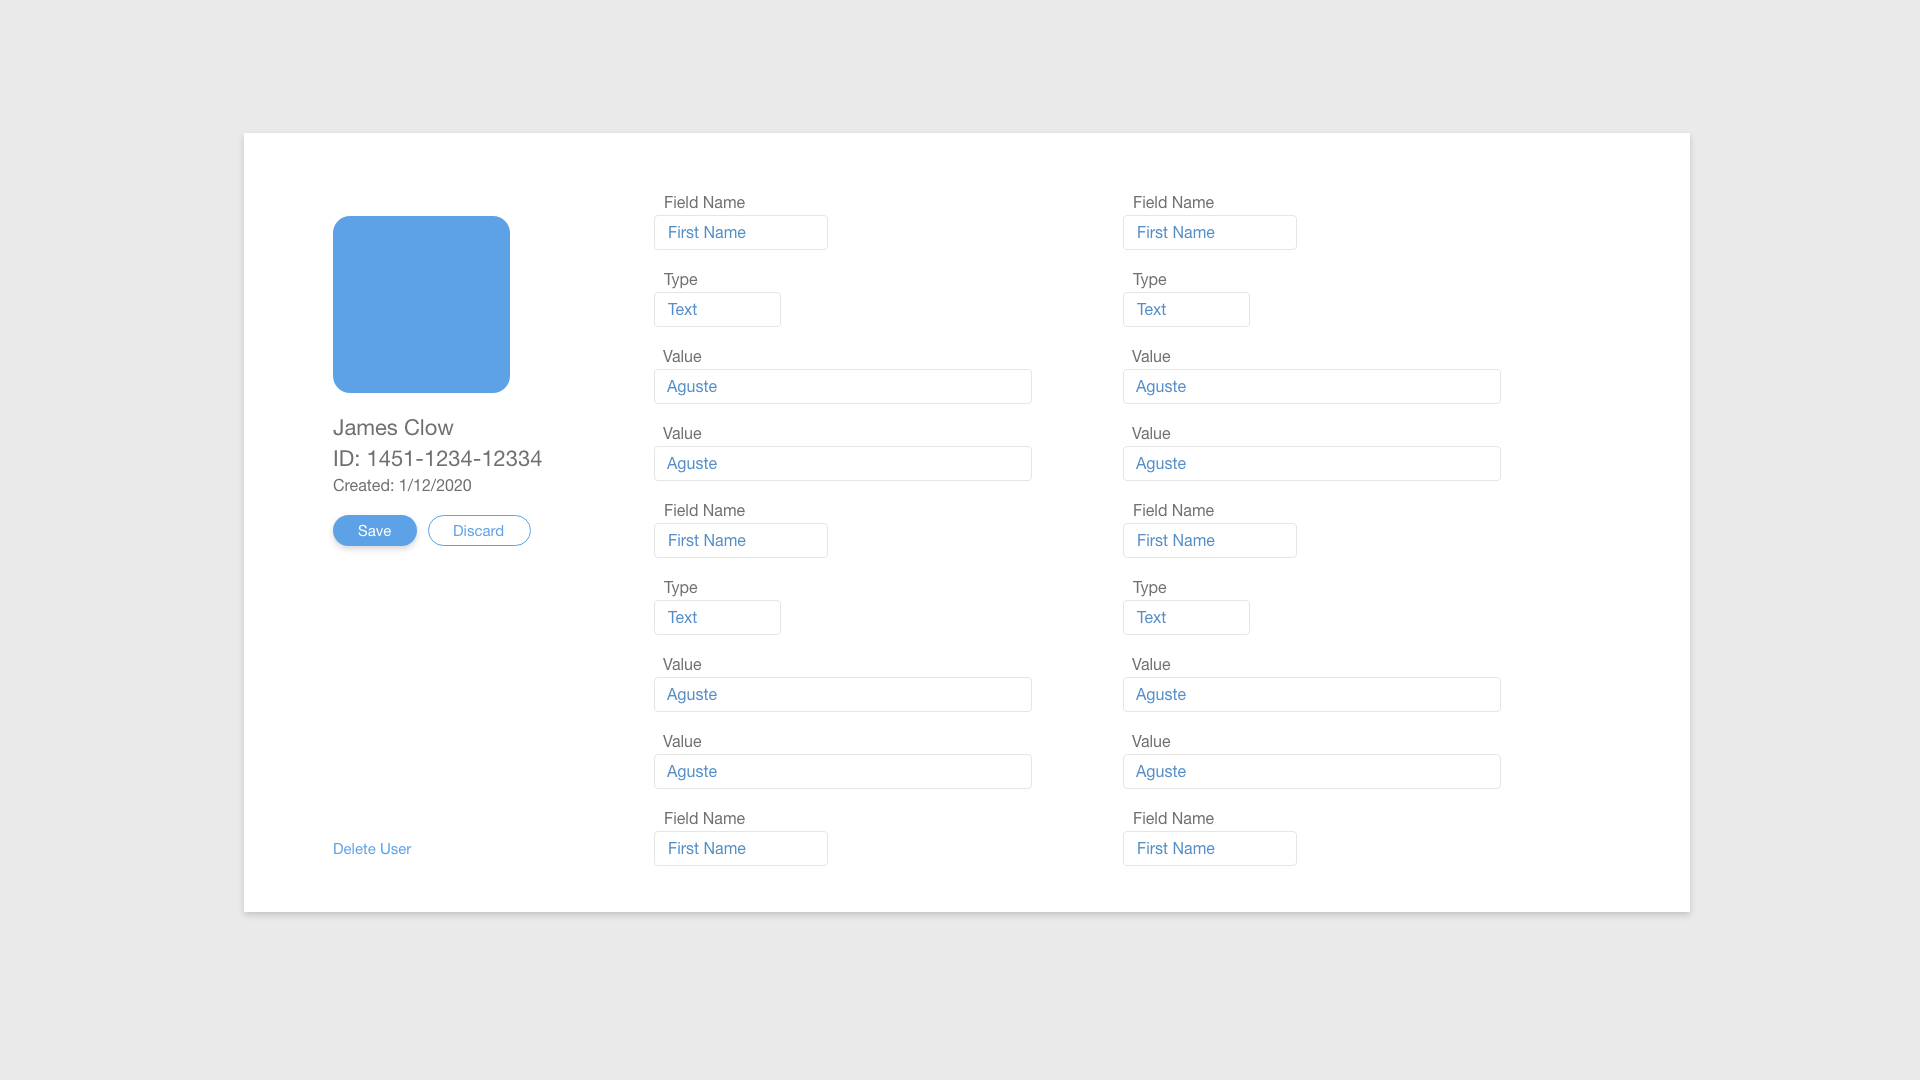 James Clow
ID: 1451-1234-12334
Created: 1/12/2020
Save
Discard
Delete User
Field Name
First Name
Type
Text
Value
Aguste
Value
Aguste
Field Name
First Name
Type
Text
Value
Aguste
Value
Aguste
Field Name
First Name
Field Name
First Name
Type
Text
Value
Aguste
Value
Aguste
Field Name
First Name
Type
Text
Value
Aguste
Value
Aguste
Field Name
First Name